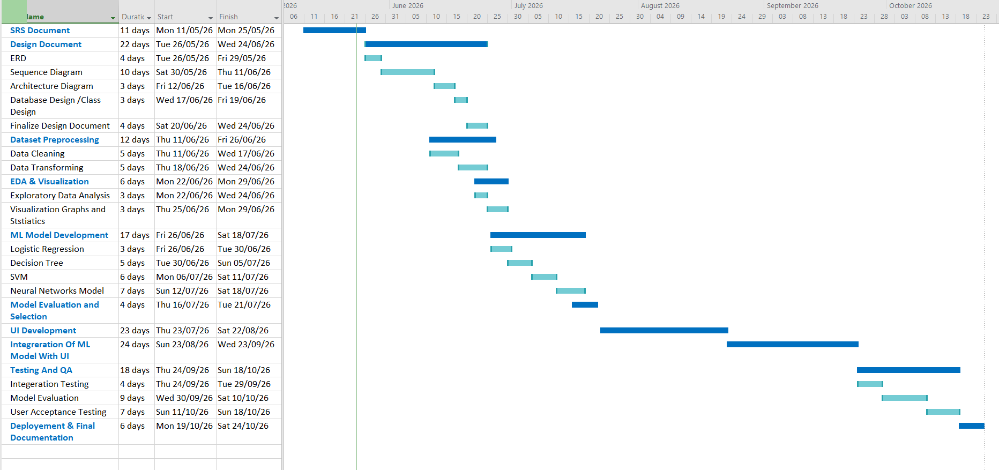 2026 June 2026 July 2026 August 2026 September 2026 October 2026
lame Duratic Start Finish 06 11 16 21 26 31 05 10 15 20 25 30 05 10 15 20 25 30 04 09 14 19 24 29 03 08 13 18 23 28 03 08 13 18 23
SRS Document 11 days Mon 11/05/26 Mon 25/05/26
Design Document 22 days Tue 26/05/26 Wed 24/06/26
ERD 4 days Tue 26/05/26 Fri 29/05/26
Sequence Diagram 10 days Sat 30/05/26 Thu 11/06/26
Architecture Diagram 3 days Fri 12/06/26 Tue 16/06/26
Database Design /Class 3 days Wed 17/06/26 Fri 19/06/26
Design
Finalize Design Document 4 days Sat 20/06/26 Wed 24/06/26
Dataset Preprocessing 12 days Thu 11/06/26 Fri 26/06/26
Data Cleaning 5 days Thu 11/06/26 Wed 17/06/26
Data Transforming 5 days Thu 18/06/26 Wed 24/06/26
EDA & Visualization 6 days Mon 22/06/26 Mon 29/06/26
Exploratory Data Analysis 3 days Mon 22/06/26 Wed 24/06/26
Visualization Graphs and 3 days Thu 25/06/26 Mon 29/06/26
Ststiatics
ML Model Development 17 days Fri 26/06/26 Sat 18/07/26
Logistic Regression 3 days Fri 26/06/26 Tue 30/06/26
Decision Tree 5 days Tue 30/06/26 Sun 05/07/26
SVM 6 days Mon 06/07/26 Sat 11/07/26
Neural Networks Model 7 days Sun 12/07/26 Sat 18/07/26
Model Evaluation and 4 days Thu 16/07/26 Tue 21/07/26
Selection
UI Development 23 days Thu 23/07/26 Sat 22/08/26
Integreration Of ML 24 days Sun 23/08/26 Wed 23/09/26
Model With UI
Testing And QA 18 days Thu 24/09/26 Sun 18/10/26
Integeration Testing 4 days Thu 24/09/26 Tue 29/09/26
Model Evaluation 9 days Wed 30/09/26 Sat 10/10/26
User Acceptance Testing 7 days Sun 11/10/26 Sun 18/10/26
Deployement & Final 6 days Mon 19/10/26 Sat 24/10/26
Documentation